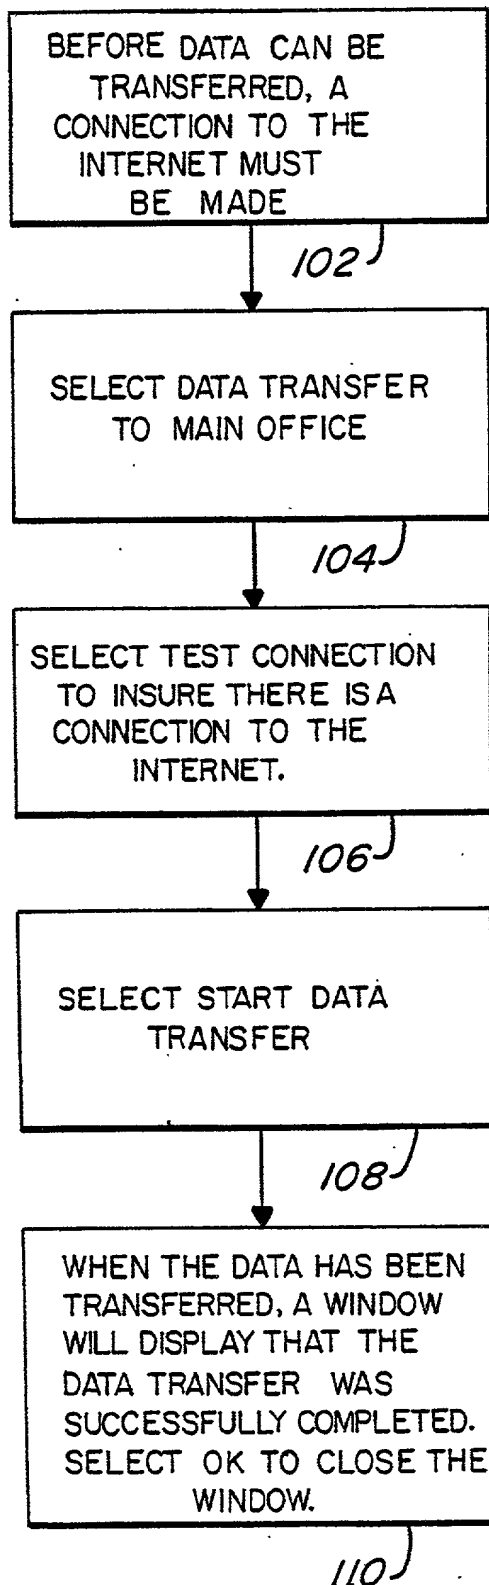 BEFORE DATA CAN BE
TRANSFERRED, A
CONNECTION TO THE
INTERNET MUST
BE MADE
102
SELECT DATA TRANSFER
TO MAIN OFFICE
104
SELECT TEST CONNECTION
TO INSURE THERE IS A
CONNECTION TO THE
INTERNET.
106
SELECT START DATA
TRANSFER
108
WHEN THE DATA HAS BEEN
TRANSFERRED, A WINDOW
WILL DISPLAY THAT THE
DATA TRANSFER WAS
SUCCESSFULLY COMPLETED.
SELECT OK TO CLOSE THE
WINDOW.
110